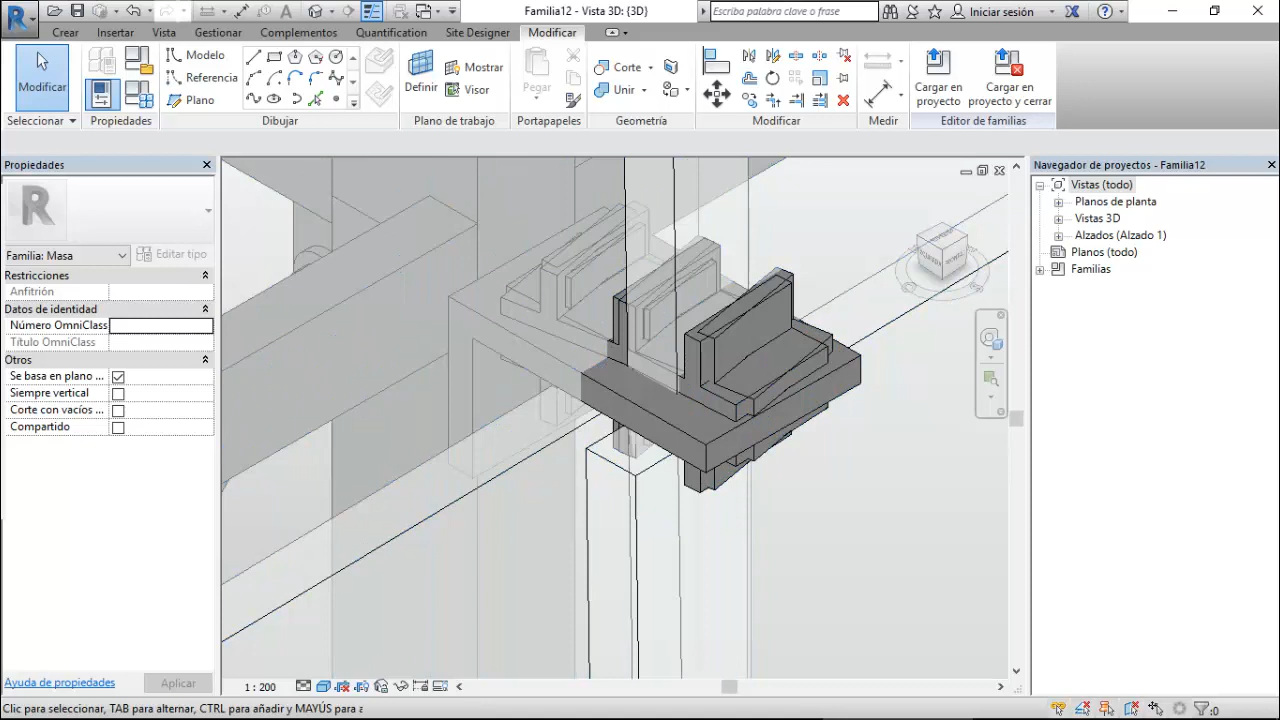 Familia12 - Vista 3D: {3D}
Escriba palabra clave o frase
Iniciar sesión
Crear Insertar Vista Gestionar Complementos Quantification Site Designer Modificar
Modificar
Seleccionar
Propiedades
Modelo
Referencia
Plano
Dibujar
Definir
Mostrar
Visor
Plano de trabajo
Pegar
Portapapeles
Corte
Unir
Geometría
Modificar
Medir
Cargar en
proyecto
Cargar en
proyecto y cerrar
Editor de familias
Propiedades
Familia: Masa
Editar tipo
Restricciones
Anfitrión
Datos de identidad
Número OmniClass
Título OmniClass
Otros
Se basa en plano ...
Siempre vertical
Corte con vacíos ...
Compartido
Ayuda de propiedades
Aplicar
1 : 200
Navegador de proyectos - Familia12
Vistas (todo)
Planos de planta
Vistas 3D
Alzados (Alzado 1)
Planos (todo)
Familias
Clic para seleccionar, TAB para alternar, CTRL para añadir y MAYÚS para a
:0